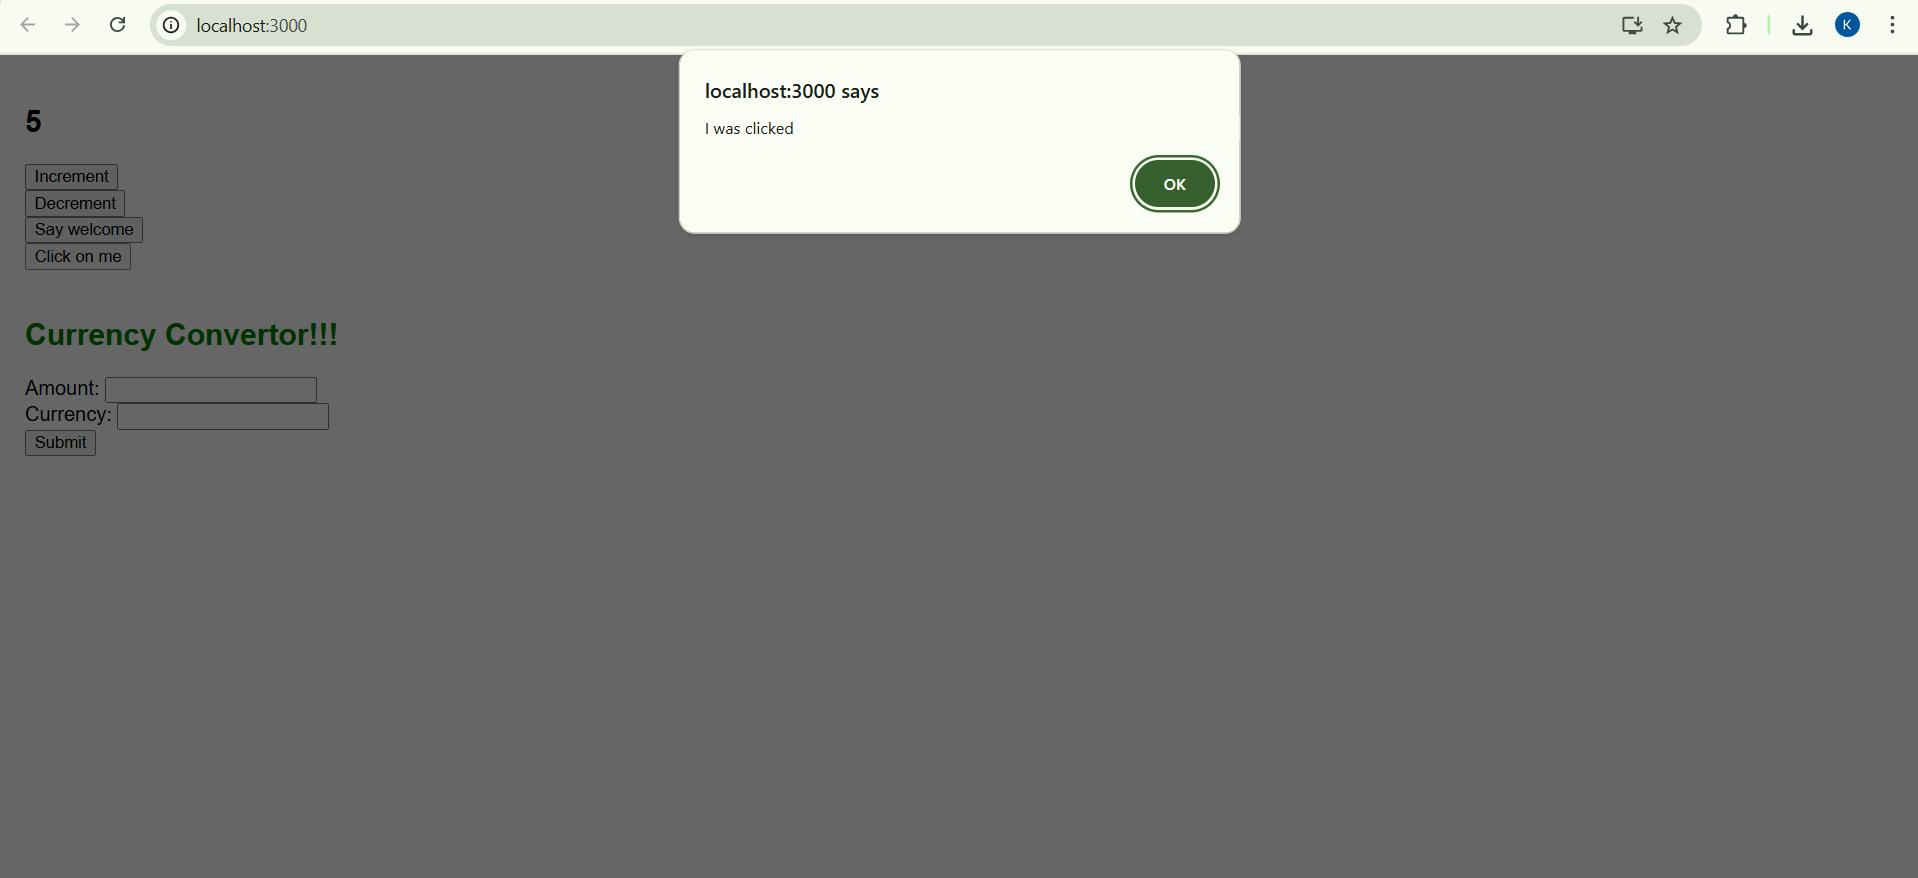 localhost:3000
K
localhost:3000 says
I was clicked
OK
5
Increment
Decrement
Say welcome
Click on me
Currency Convertor!!!
Amount:
Currency:
Submit